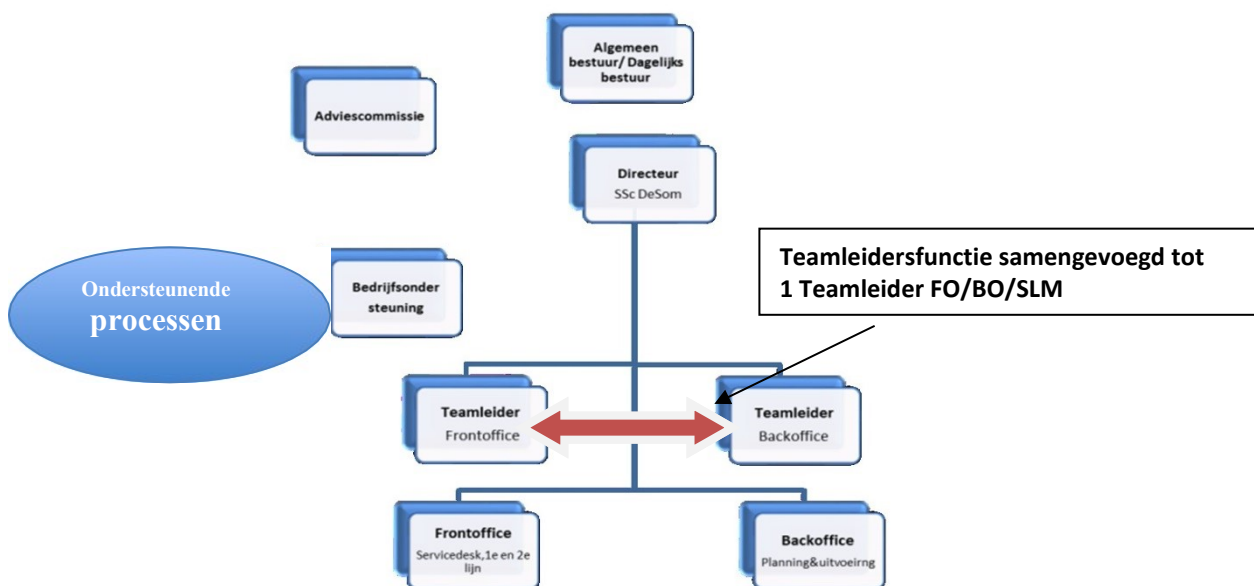 Algemeen
bestuur/ Dagelijks
bestuur
Adviescommissie
Directeur
SSc DeSom
Teamleidersfunctie samengevoegd tot
1 Teamleider FO/BO/SLM
Ondersteunende
processen
Bedrijfsonder
steuning
Teamleider
Frontoffice
Teamleider
Backoffice
Frontoffice
Servicedesk,1e en 2e
lijn
Backoffice
Planning&uitvoeirng